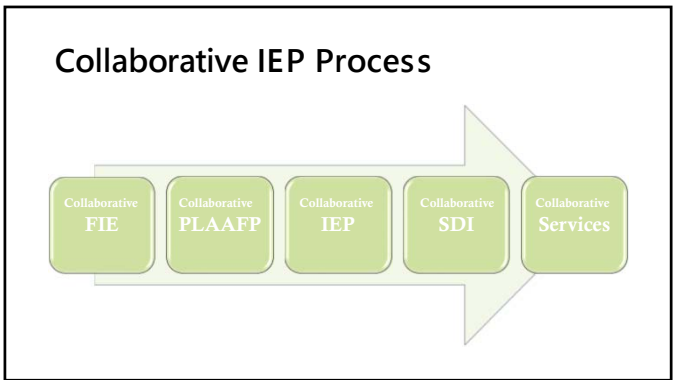 Collaborative IEP Process
Collaborative
FIE
Collaborative
PLAAFP
Collaborative
IEP
Collaborative
SDI
Collaborative
Services